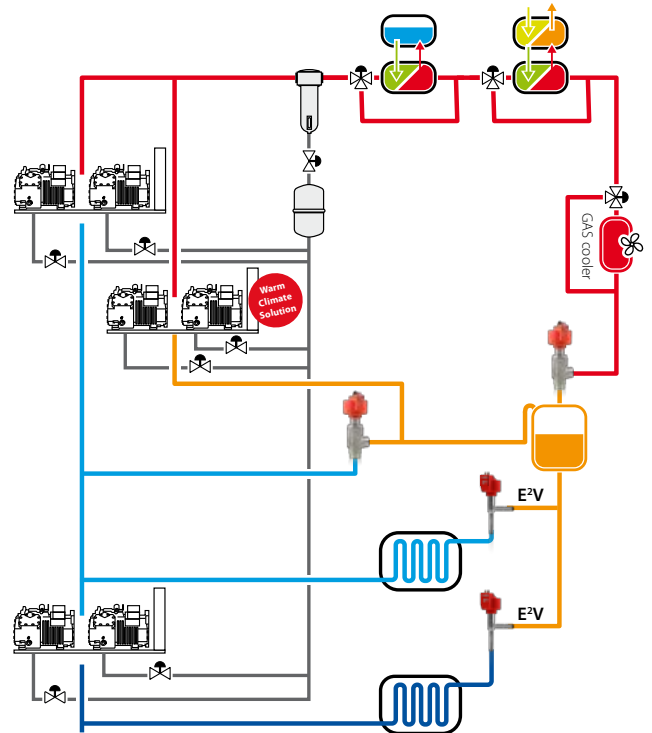 GAS cooler
Warm
Climate
Solution
E²V
E²V